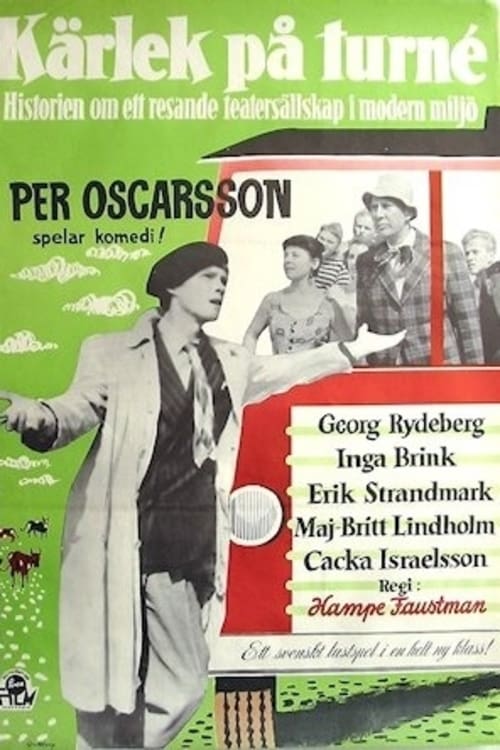 Kärlek på turné
Historien om ett resande teatersällskap i modern miljö
PER OSCARSSON
spelar komedi!
Georg Rydeberg
Inga Brink
Erik Strandmark
Maj-Britt Lindholm
Cacka Israelsson
Regi:
Hampe Faustman
Ett svenskt lustspel i en helt ny klass!
FILM